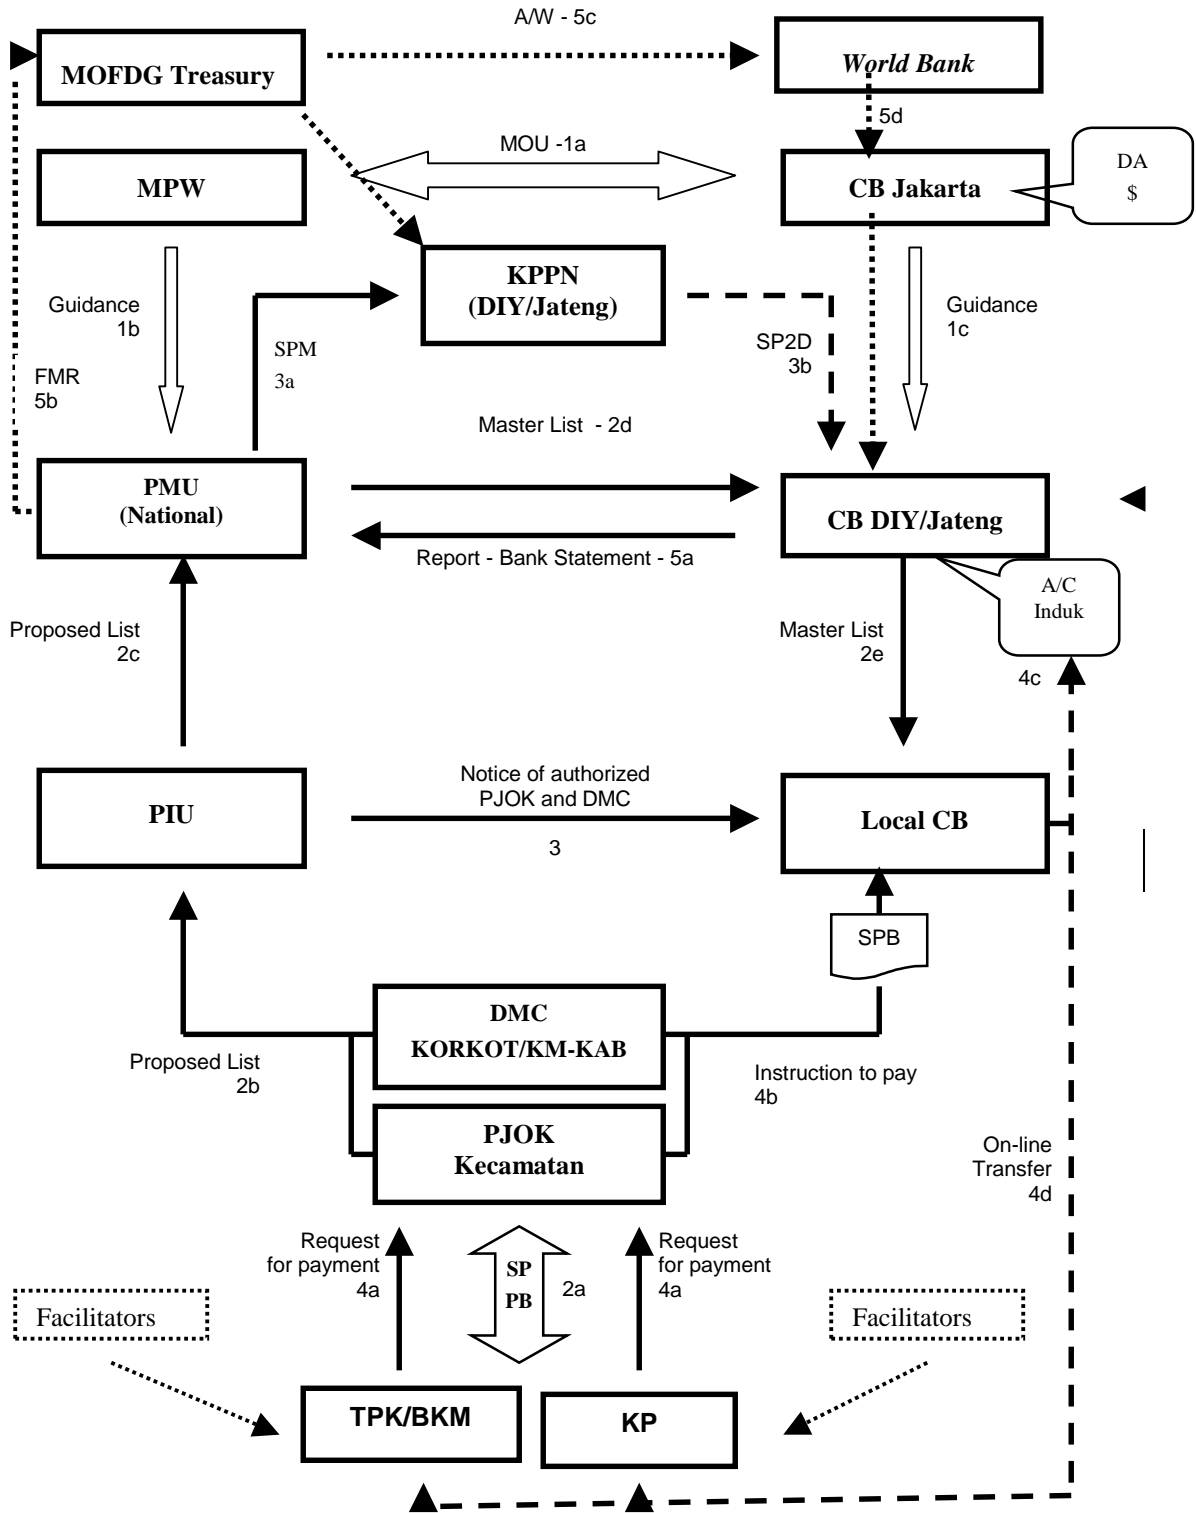 A/W - 5c
MOFDG Treasury
World Bank
5d
MOU -1a
DA
$
MPW
CB Jakarta
KPPN
(DIY/Jateng)
Guidance
1b
Guidance
1c
SPM
3a
SP2D
3b
FMR
5b
Master List - 2d
PMU
(National)
CB DIY/Jateng
Report - Bank Statement - 5a
A/C
Induk
Proposed List
2c
Master List
2e
4c
Notice of authorized
PJOK and DMC
PIU
Local CB
3
SPB
DMC
KORKOT/KM-KAB
Proposed List
2b
Instruction to pay
4b
PJOK
Kecamatan
On-line
Transfer
4d
Request
for payment
4a
SP
PB
2a
Request
for payment
4a
Facilitators
Facilitators
TPK/BKM
KP